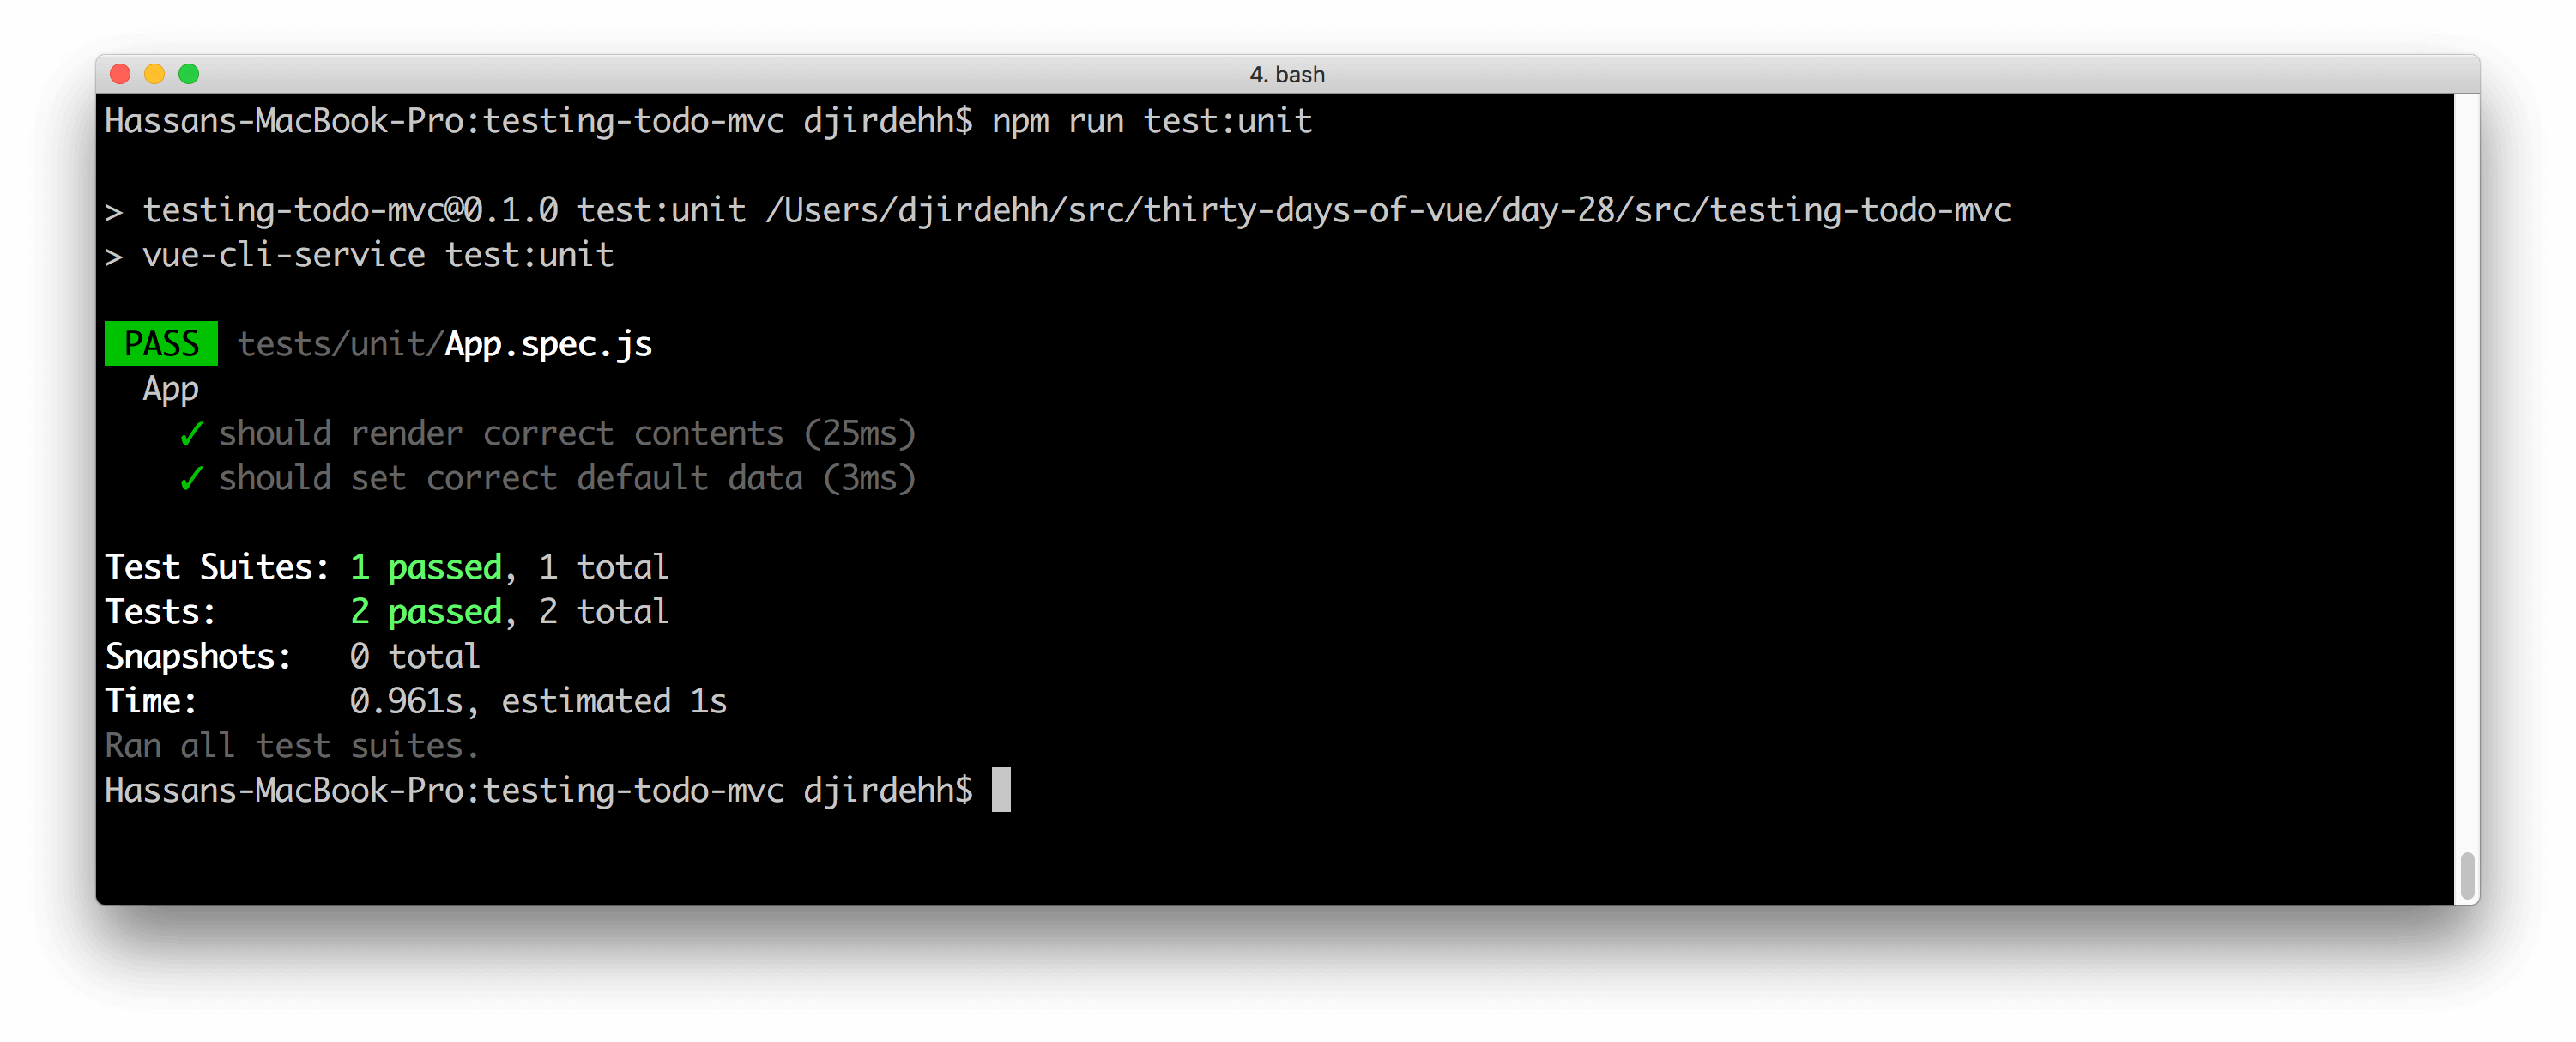 4. bash
Hassans-MacBook-Pro:testing-todo-mvc djirdehh$ npm run test:unit
> testing-todo-mvc@0.1.0 test:unit /Users/djirdehh/src/thirty-days-of-vue/day-28/src/testing-todo-mvc
> vue-cli-service test:unit
PASS tests/unit/App.spec.js
App
✓ should render correct contents (25ms)
✓ should set correct default data (3ms)
Test Suites: 1 passed, 1 total
Tests: 2 passed, 2 total
Snapshots: 0 total
Time: 0.961s, estimated 1s
Ran all test suites.
Hassans-MacBook-Pro:testing-todo-mvc djirdehh$